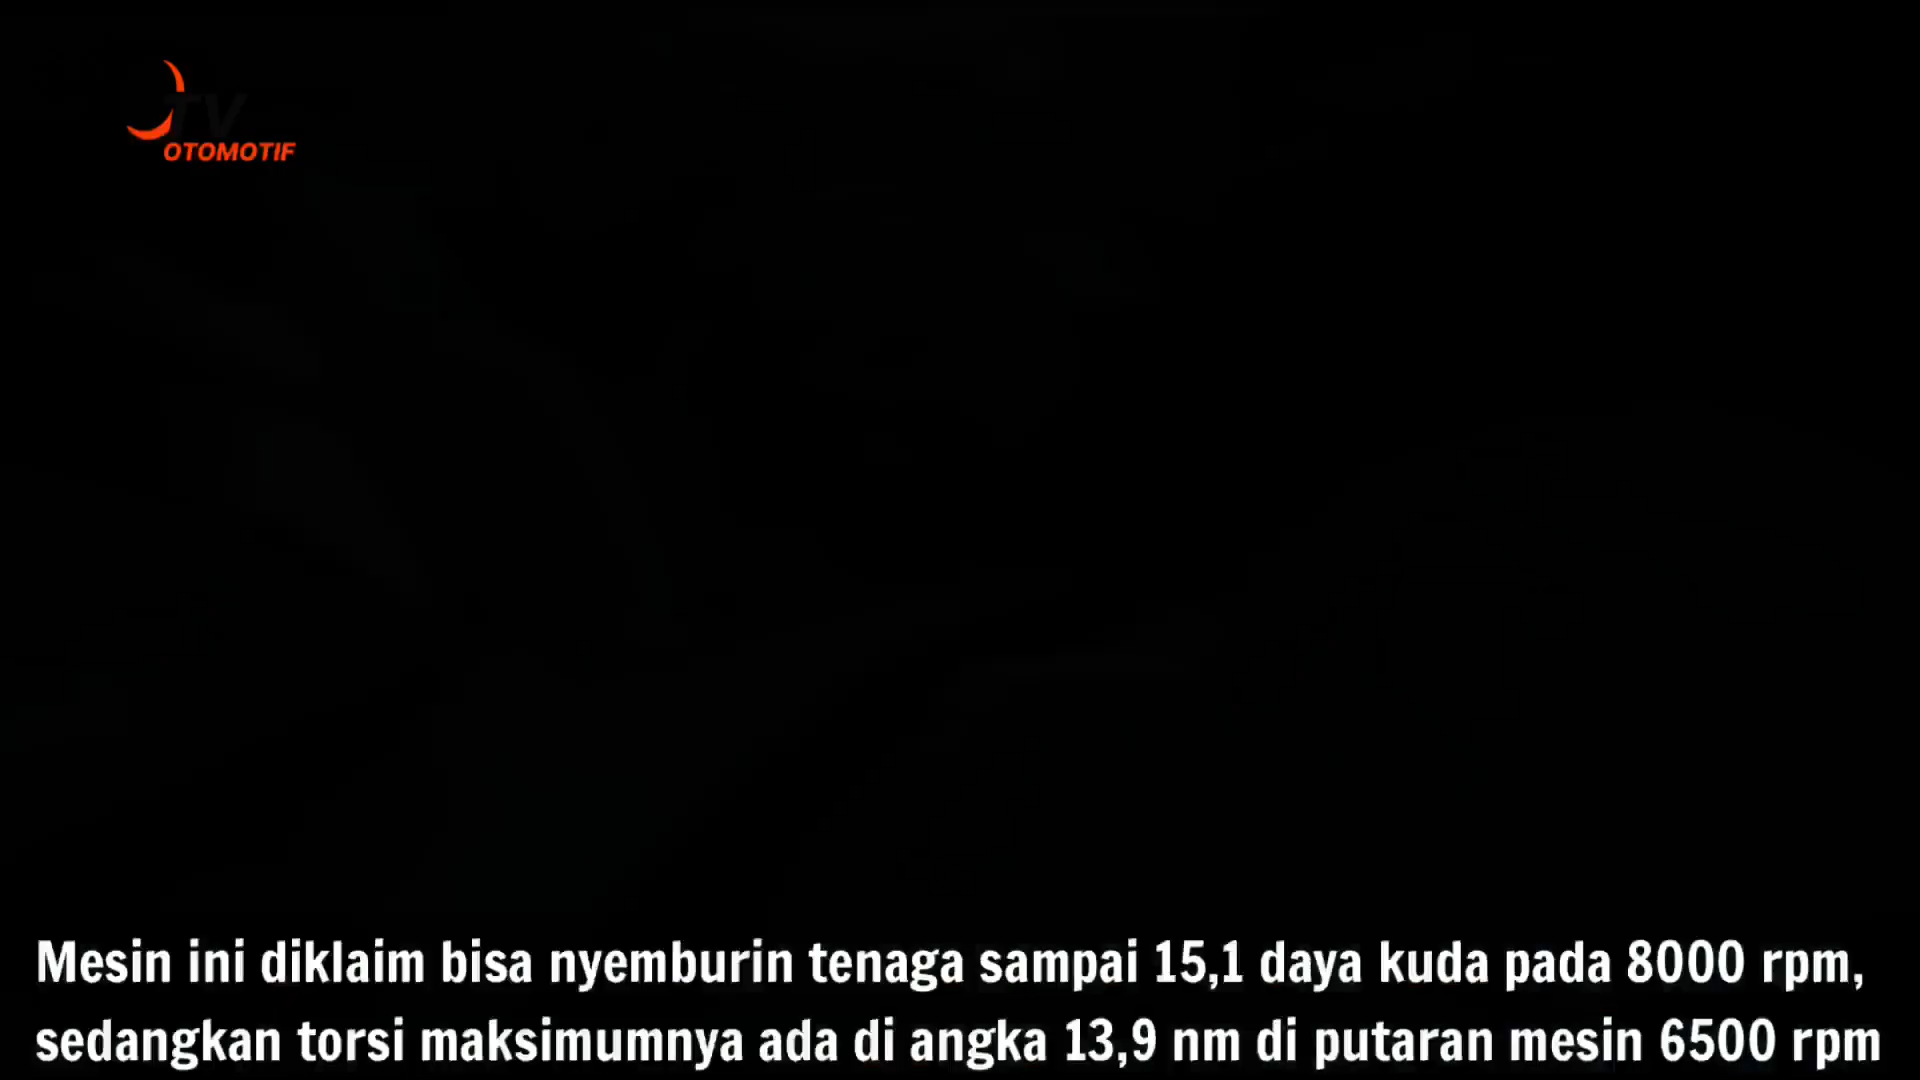 TV
OTOMOTIF
Mesin ini diklaim bisa nyemburin tenaga sampai 15,1 daya kuda pada 8000 rpm,
sedangkan torsi maksimumnya ada di angka 13,9 nm di putaran mesin 6500 rpm